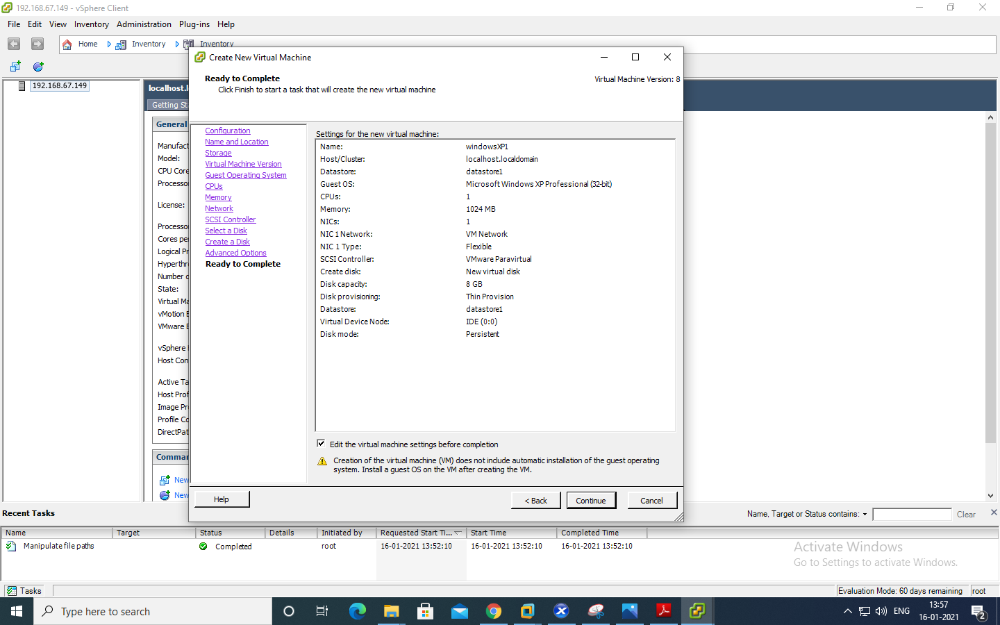 192.168.67.149 - vSphere Client
File Edit View Inventory Administration Plug-ins Help
Home Inventory Inventory
192.168.67.149
Getting St
General
Manufact
Model:
CPU Core
Processo
License:
Processo
Cores pe
Logical Pr
Hyperthr
Number
State:
Virtual Ma
vMotion E
VMware E
vSphere
Host Con
Active Ta
Host Prof
Image Pr
Profile Co
DirectPat
Comman
New
New
Create New Virtual Machine
Ready to Complete
Click Finish to start a task that will create the new virtual machine
Virtual Machine Version: 8
Configuration
Name and Location
Storage
Virtual Machine Version
Guest Operating System
CPUs
Memory
Network
SCSI Controller
Select a Disk
Create a Disk
Advanced Options
Ready to Complete
Settings for the new virtual machine:
Name: windowsXP1
Host/Cluster: localhost.localdomain
Datastore: datastore1
Guest OS: Microsoft Windows XP Professional (32-bit)
CPUs: 1
Memory: 1024 MB
NICs: 1
NIC 1 Network: VM Network
NIC 1 Type: Flexible
SCSI Controller: VMware Paravirtual
Create disk: New virtual disk
Disk capacity: 8 GB
Disk provisioning: Thin Provision
Datastore: datastore1
Virtual Device Node: IDE (0:0)
Disk mode: Persistent
Edit the virtual machine settings before completion
Creation of the virtual machine (VM) does not include automatic installation of the guest operating
system. Install a guest OS on the VM after creating the VM.
Help < Back Continue Cancel
Recent Tasks
Name, Target or Status contains: Clear
Name Target Status Details Initiated by Requested Start Ti... Start Time Completed Time
Manipulate file paths Completed root 16-01-2021 13:52:10 16-01-2021 13:52:10 16-01-2021 13:52:10
Activate Windows
Go to Settings to activate Windows.
Tasks
Evaluation Mode: 60 days remaining root
Type here to search
ENG
13:57
16-01-2021
2